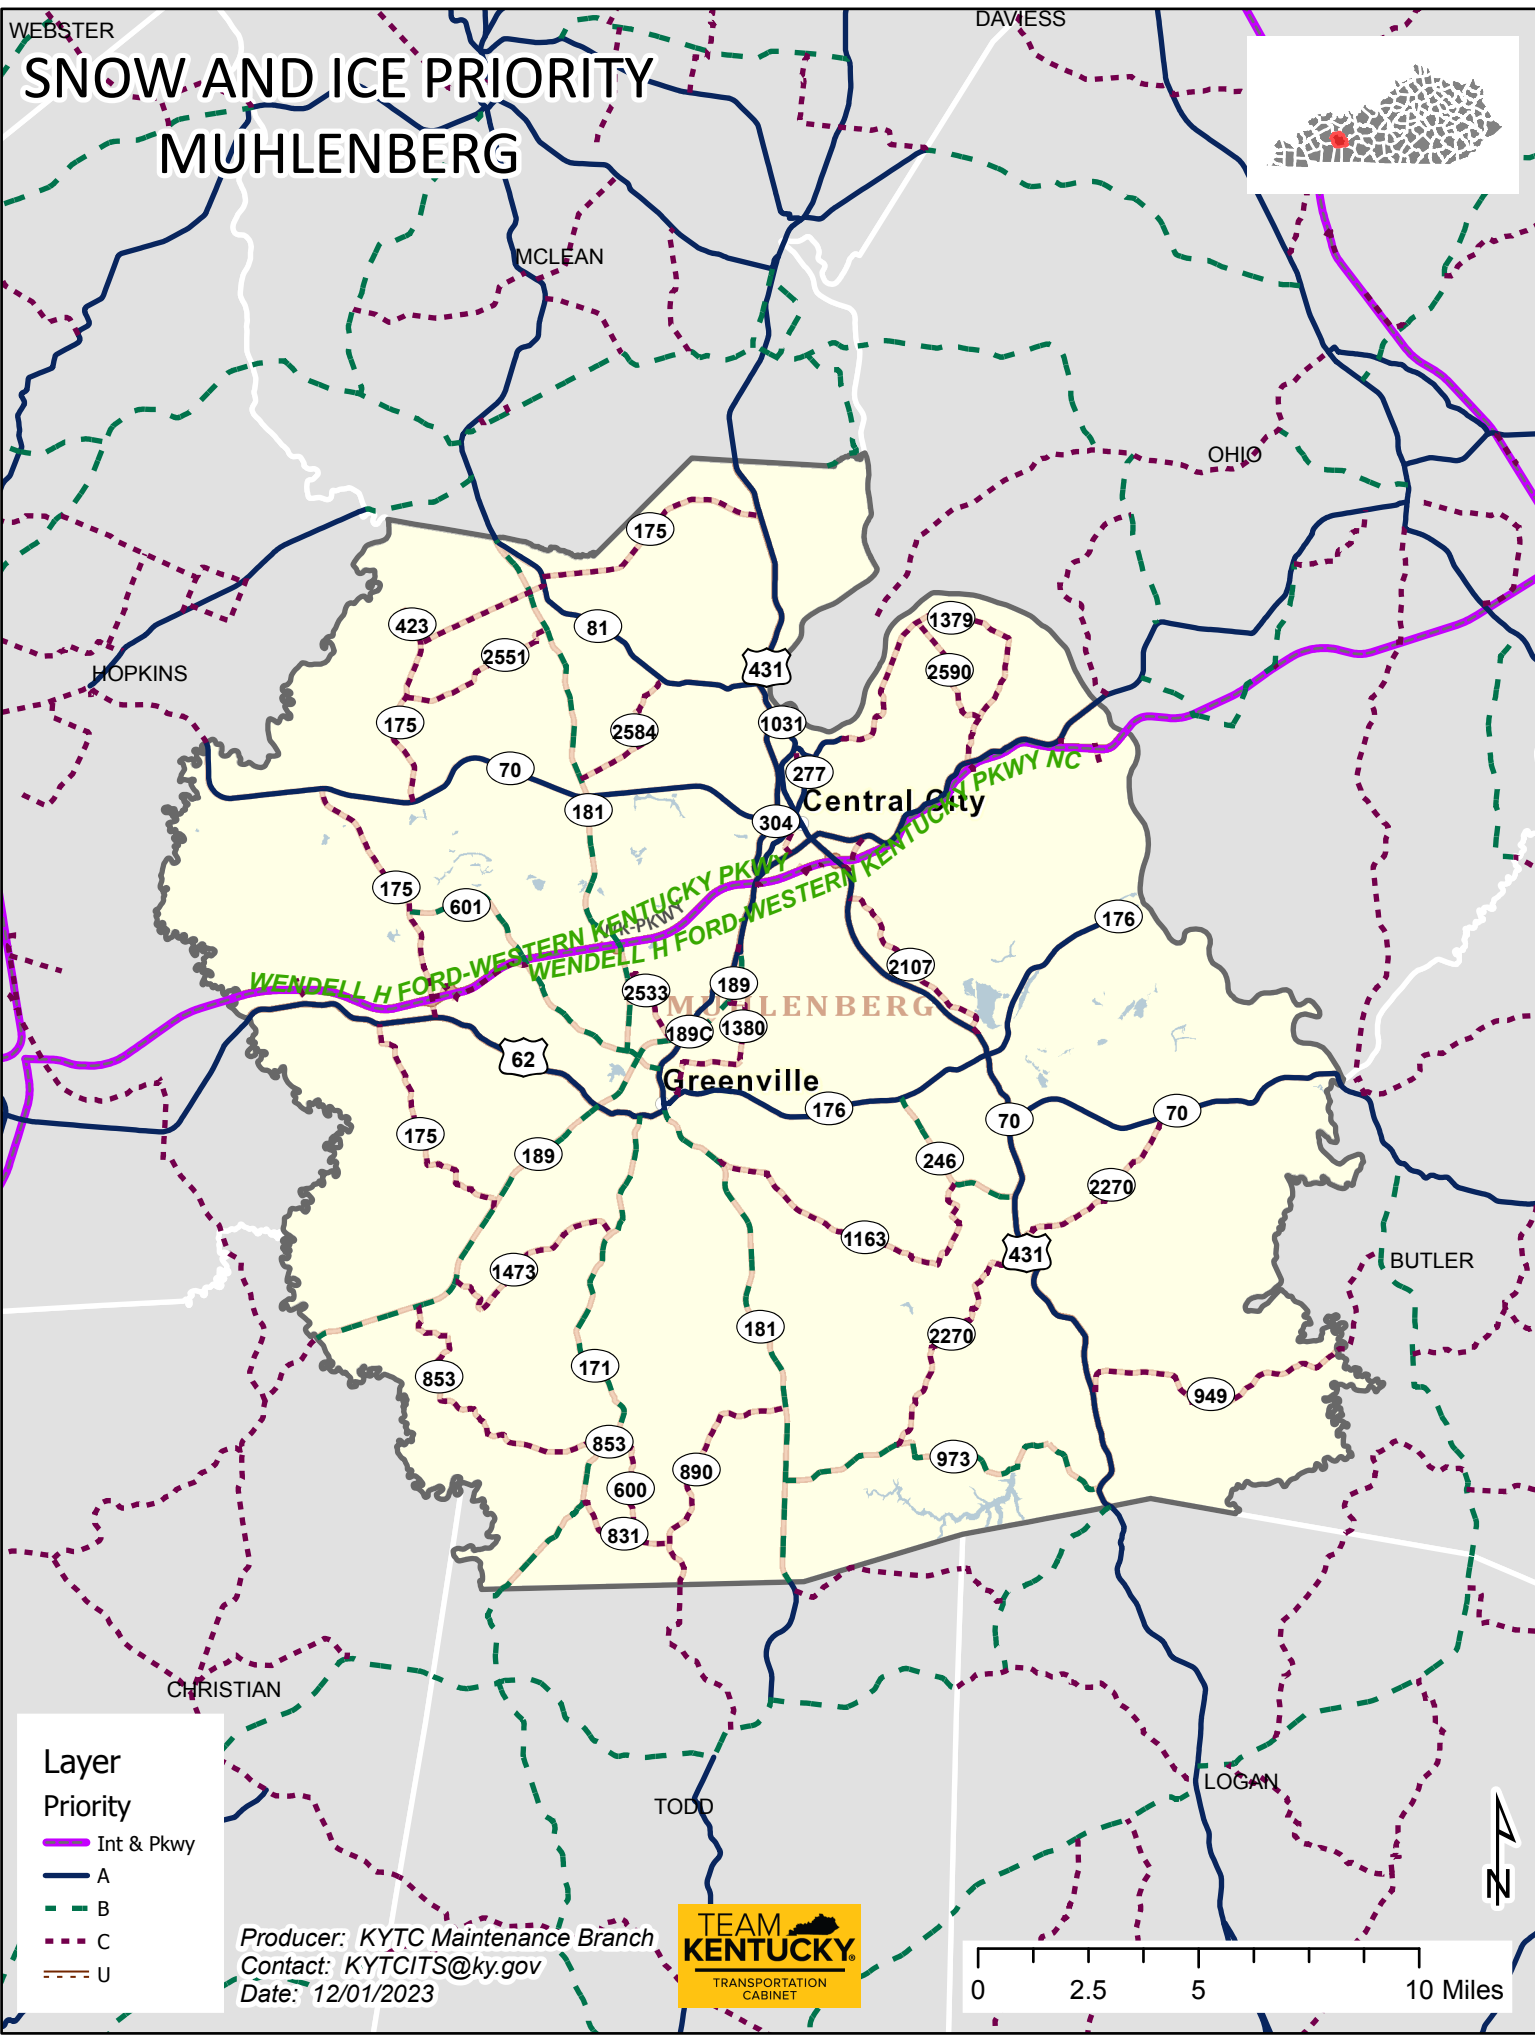 WEBSTER
DAVIESS
SNOW AND ICE PRIORITY
MUHLENBERG
MCLEAN
OHIO
HOPKINS
175
423
81
1379
2551
431
2590
175
1031
2584
70
277
Central City
181
304
WENDELL H FORD-WESTERN KENTUCKY PKWY NC
WENDELL H FORD-WESTERN KENTUCKY PKWY
WK-PKWY
175
601
176
2107
2533
189
MUHLENBERG
189C
1380
62
Greenville
176
70
70
175
189
246
2270
1163
431
1473
BUTLER
181
2270
171
853
949
853
973
890
600
831
CHRISTIAN
TODD
LOGAN
Layer
Priority
Int & Pkwy
A
B
C
U
Producer: KYTC Maintenance Branch
Contact: KYTCITS@ky.gov
Date: 12/01/2023
TEAM
KENTUCKY®
TRANSPORTATION
CABINET
N
0 2.5 5 10 Miles